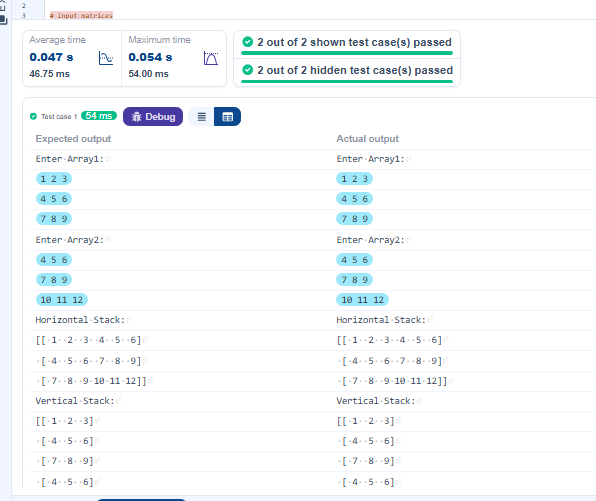 2
3 # Input matrices
Average time
0.047 s
46.75 ms
Maximum time
0.054 s
54.00 ms
2 out of 2 shown test case(s) passed
2 out of 2 hidden test case(s) passed
Test case 1 54 ms Debug
Expected output Actual output
Enter·Array1: Enter·Array1:
1 2 3 1 2 3
4 5 6 4 5 6
7 8 9 7 8 9
Enter·Array2: Enter·Array2:
4 5 6 4 5 6
7 8 9 7 8 9
10 11 12 10 11 12
Horizontal·Stack: Horizontal·Stack:
[[·1··2··3··4··5··6] [[·1··2··3··4··5··6]
·[·4··5··6··7··8··9] ·[·4··5··6··7··8··9]
·[·7··8··9·10·11·12]] ·[·7··8··9·10·11·12]]
Vertical·Stack: Vertical·Stack:
[[·1··2··3] [[·1··2··3]
·[·4··5··6] ·[·4··5··6]
·[·7··8··9] ·[·7··8··9]
·[·4··5··6] ·[·4··5··6]